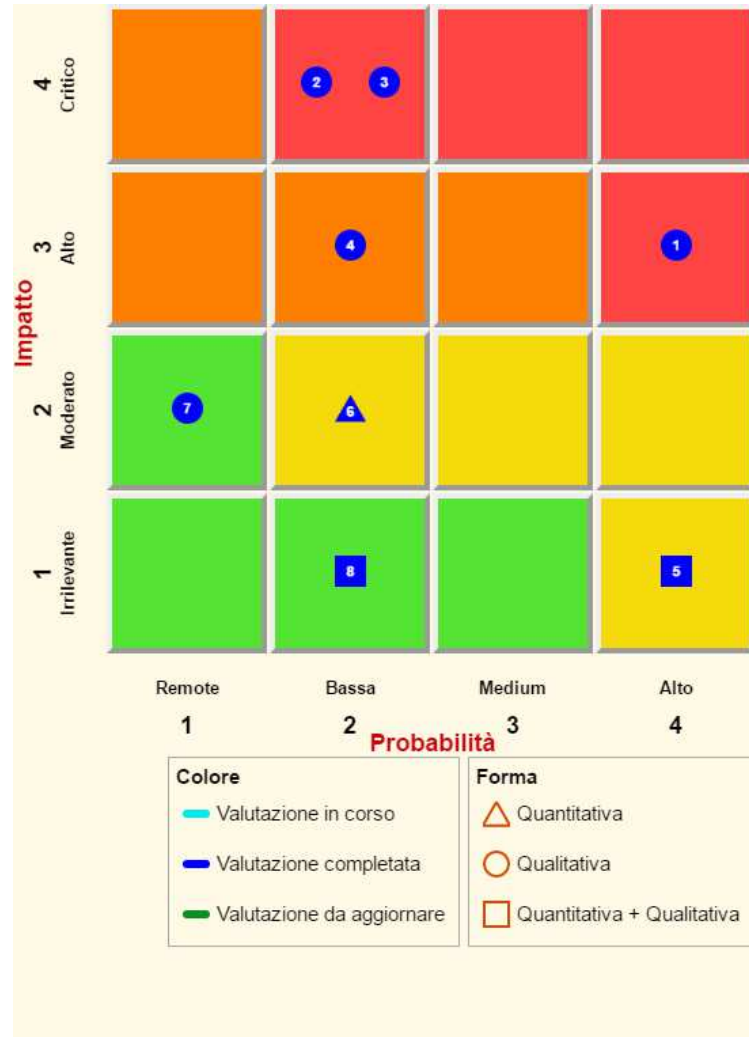 4
Critico
2
3
3
Alto
4
1
Impatto
2
Moderato
7
6
1
Irrilevante
8
5
Remote
Bassa
Medium
Alto
1
2
3
4
Probabilità
Colore
Valutazione in corso
Valutazione completata
Valutazione da aggiornare
Forma
Quantitativa
Qualitativa
Quantitativa + Qualitativa